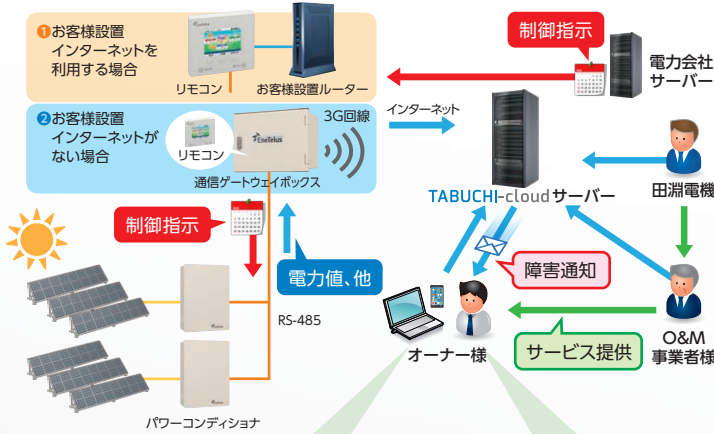 ❶お客様設置
インターネットを
利用する場合
リモコン
お客様設置ルーター
❷お客様設置
インターネットが
ない場合
リモコン
EneTelus
3G回線
通信ゲートウェイボックス
インターネット
制御指示
電力会社
サーバー
TABUCHI-cloudサーバー
田淵電機
制御指示
電力値、他
障害通知
RS-485
オーナー様
サービス提供
O&M
事業者様
パワーコンディショナ